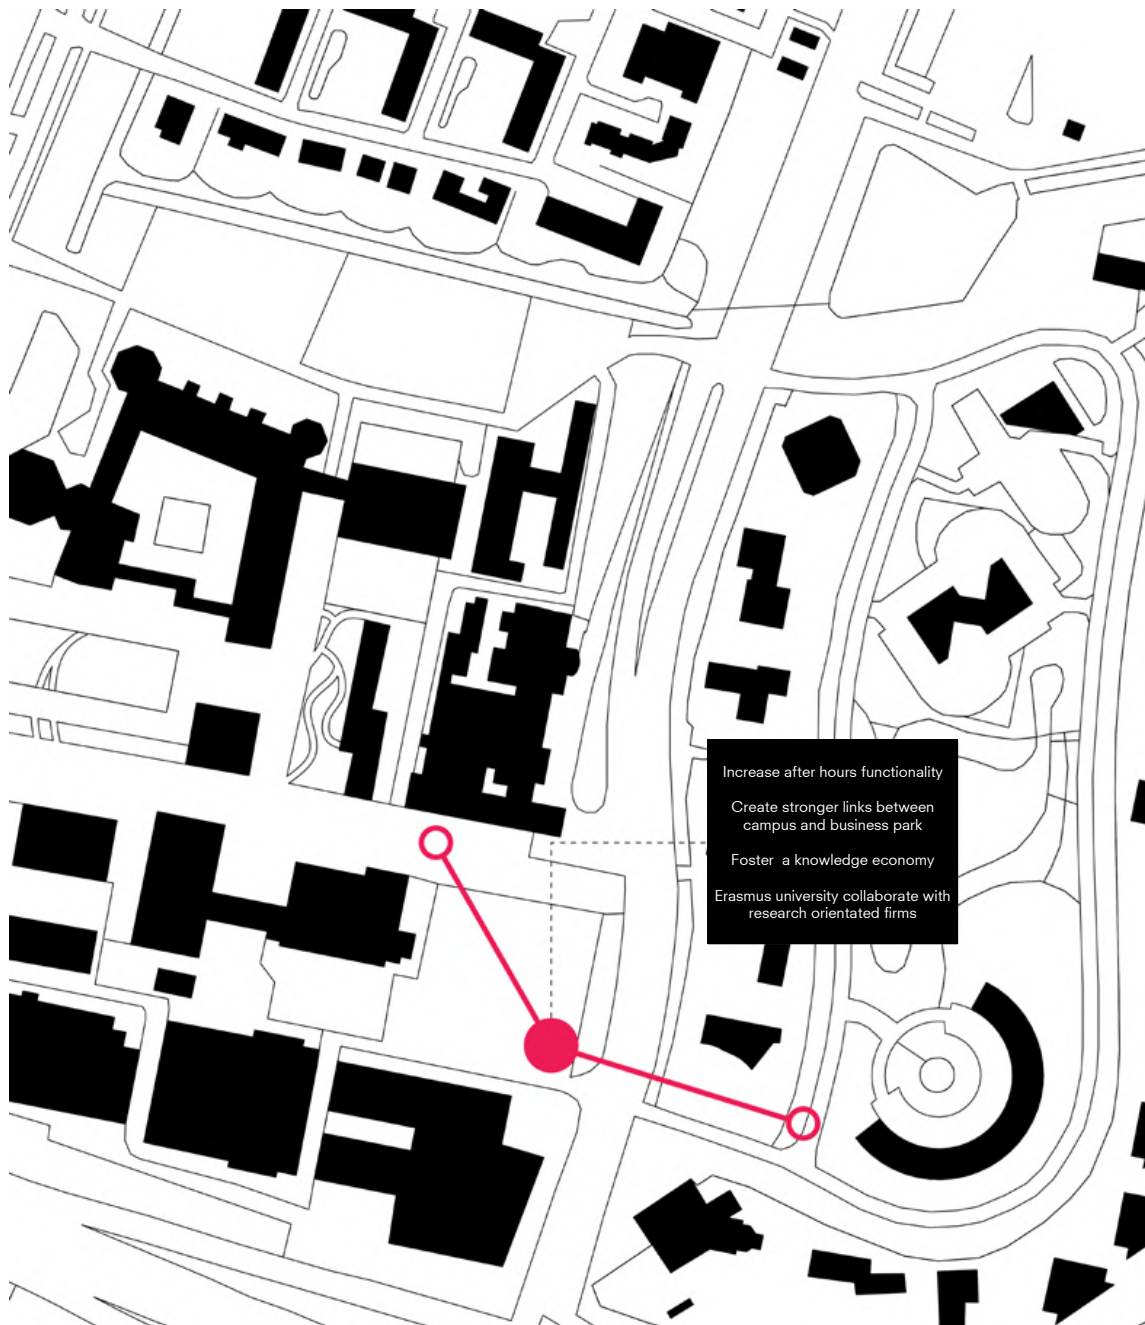 Increase after hours functionality
Create stronger links between
campus and business park
Foster a knowledge economy
Erasmus university collaborate with
research orientated firms